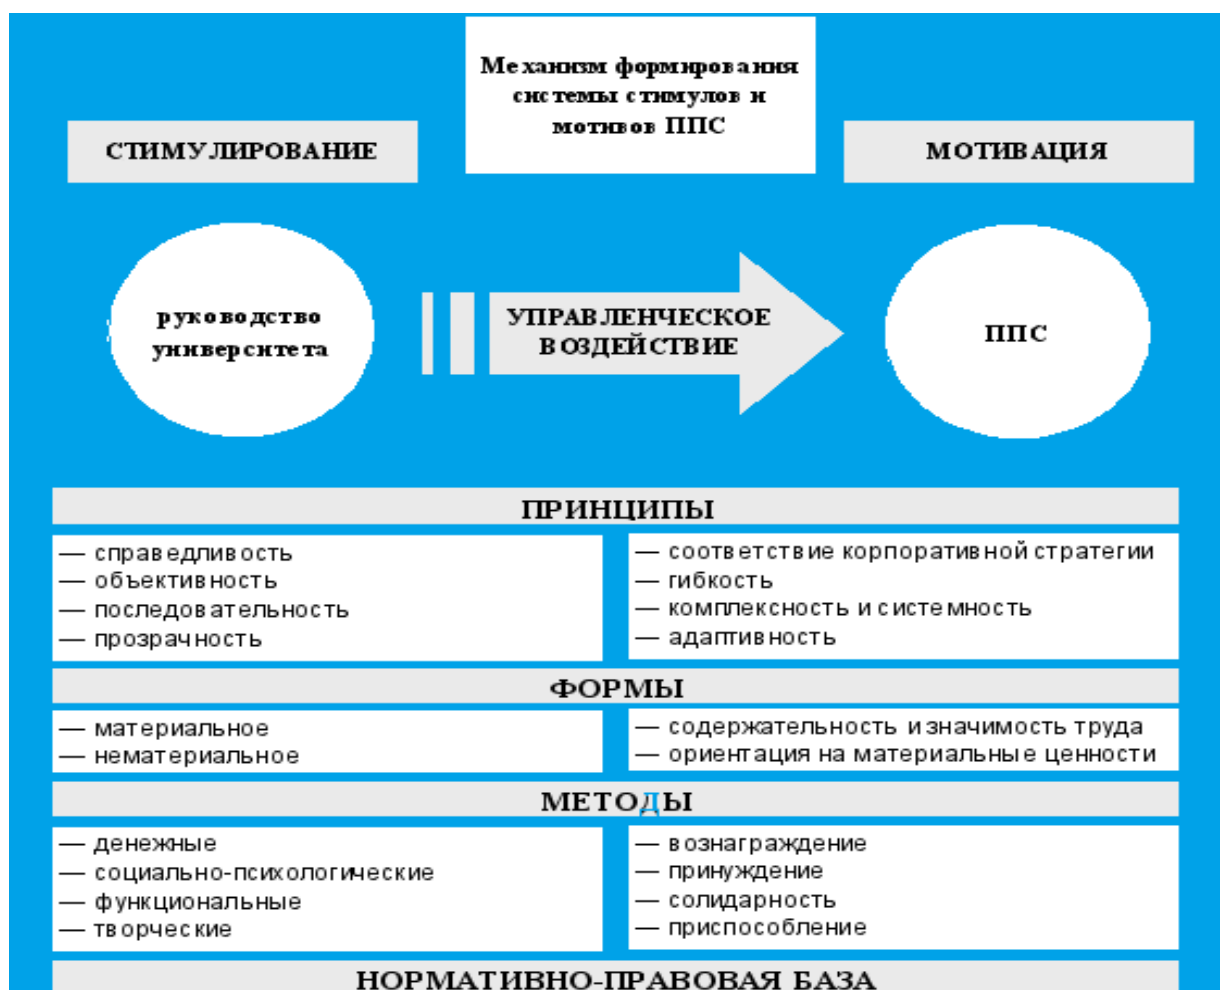 Механизм формирования
системы стимулов и
мотивов ППС
СТИМУЛИРОВАНИЕ
МОТИВАЦИЯ
руководство
университета
УПРАВЛЕНЧЕСКОЕ
ВОЗДЕЙСТВИЕ
ППС
ПРИНЦИПЫ
— справедливость
— объективность
— последовательность
— прозрачность
— соответствие корпоративной стратегии
— гибкость
— комплексность и системность
— адаптивность
ФОРМЫ
— материальное
— нематериальное
— содержательность и значимость труда
— ориентация на материальные ценности
МЕТОДЫ
— денежные
— социально-психологические
— функциональные
— творческие
— вознаграждение
— принуждение
— солидарность
— приспособление
НОРМАТИВНО-ПРАВОВАЯ БАЗА